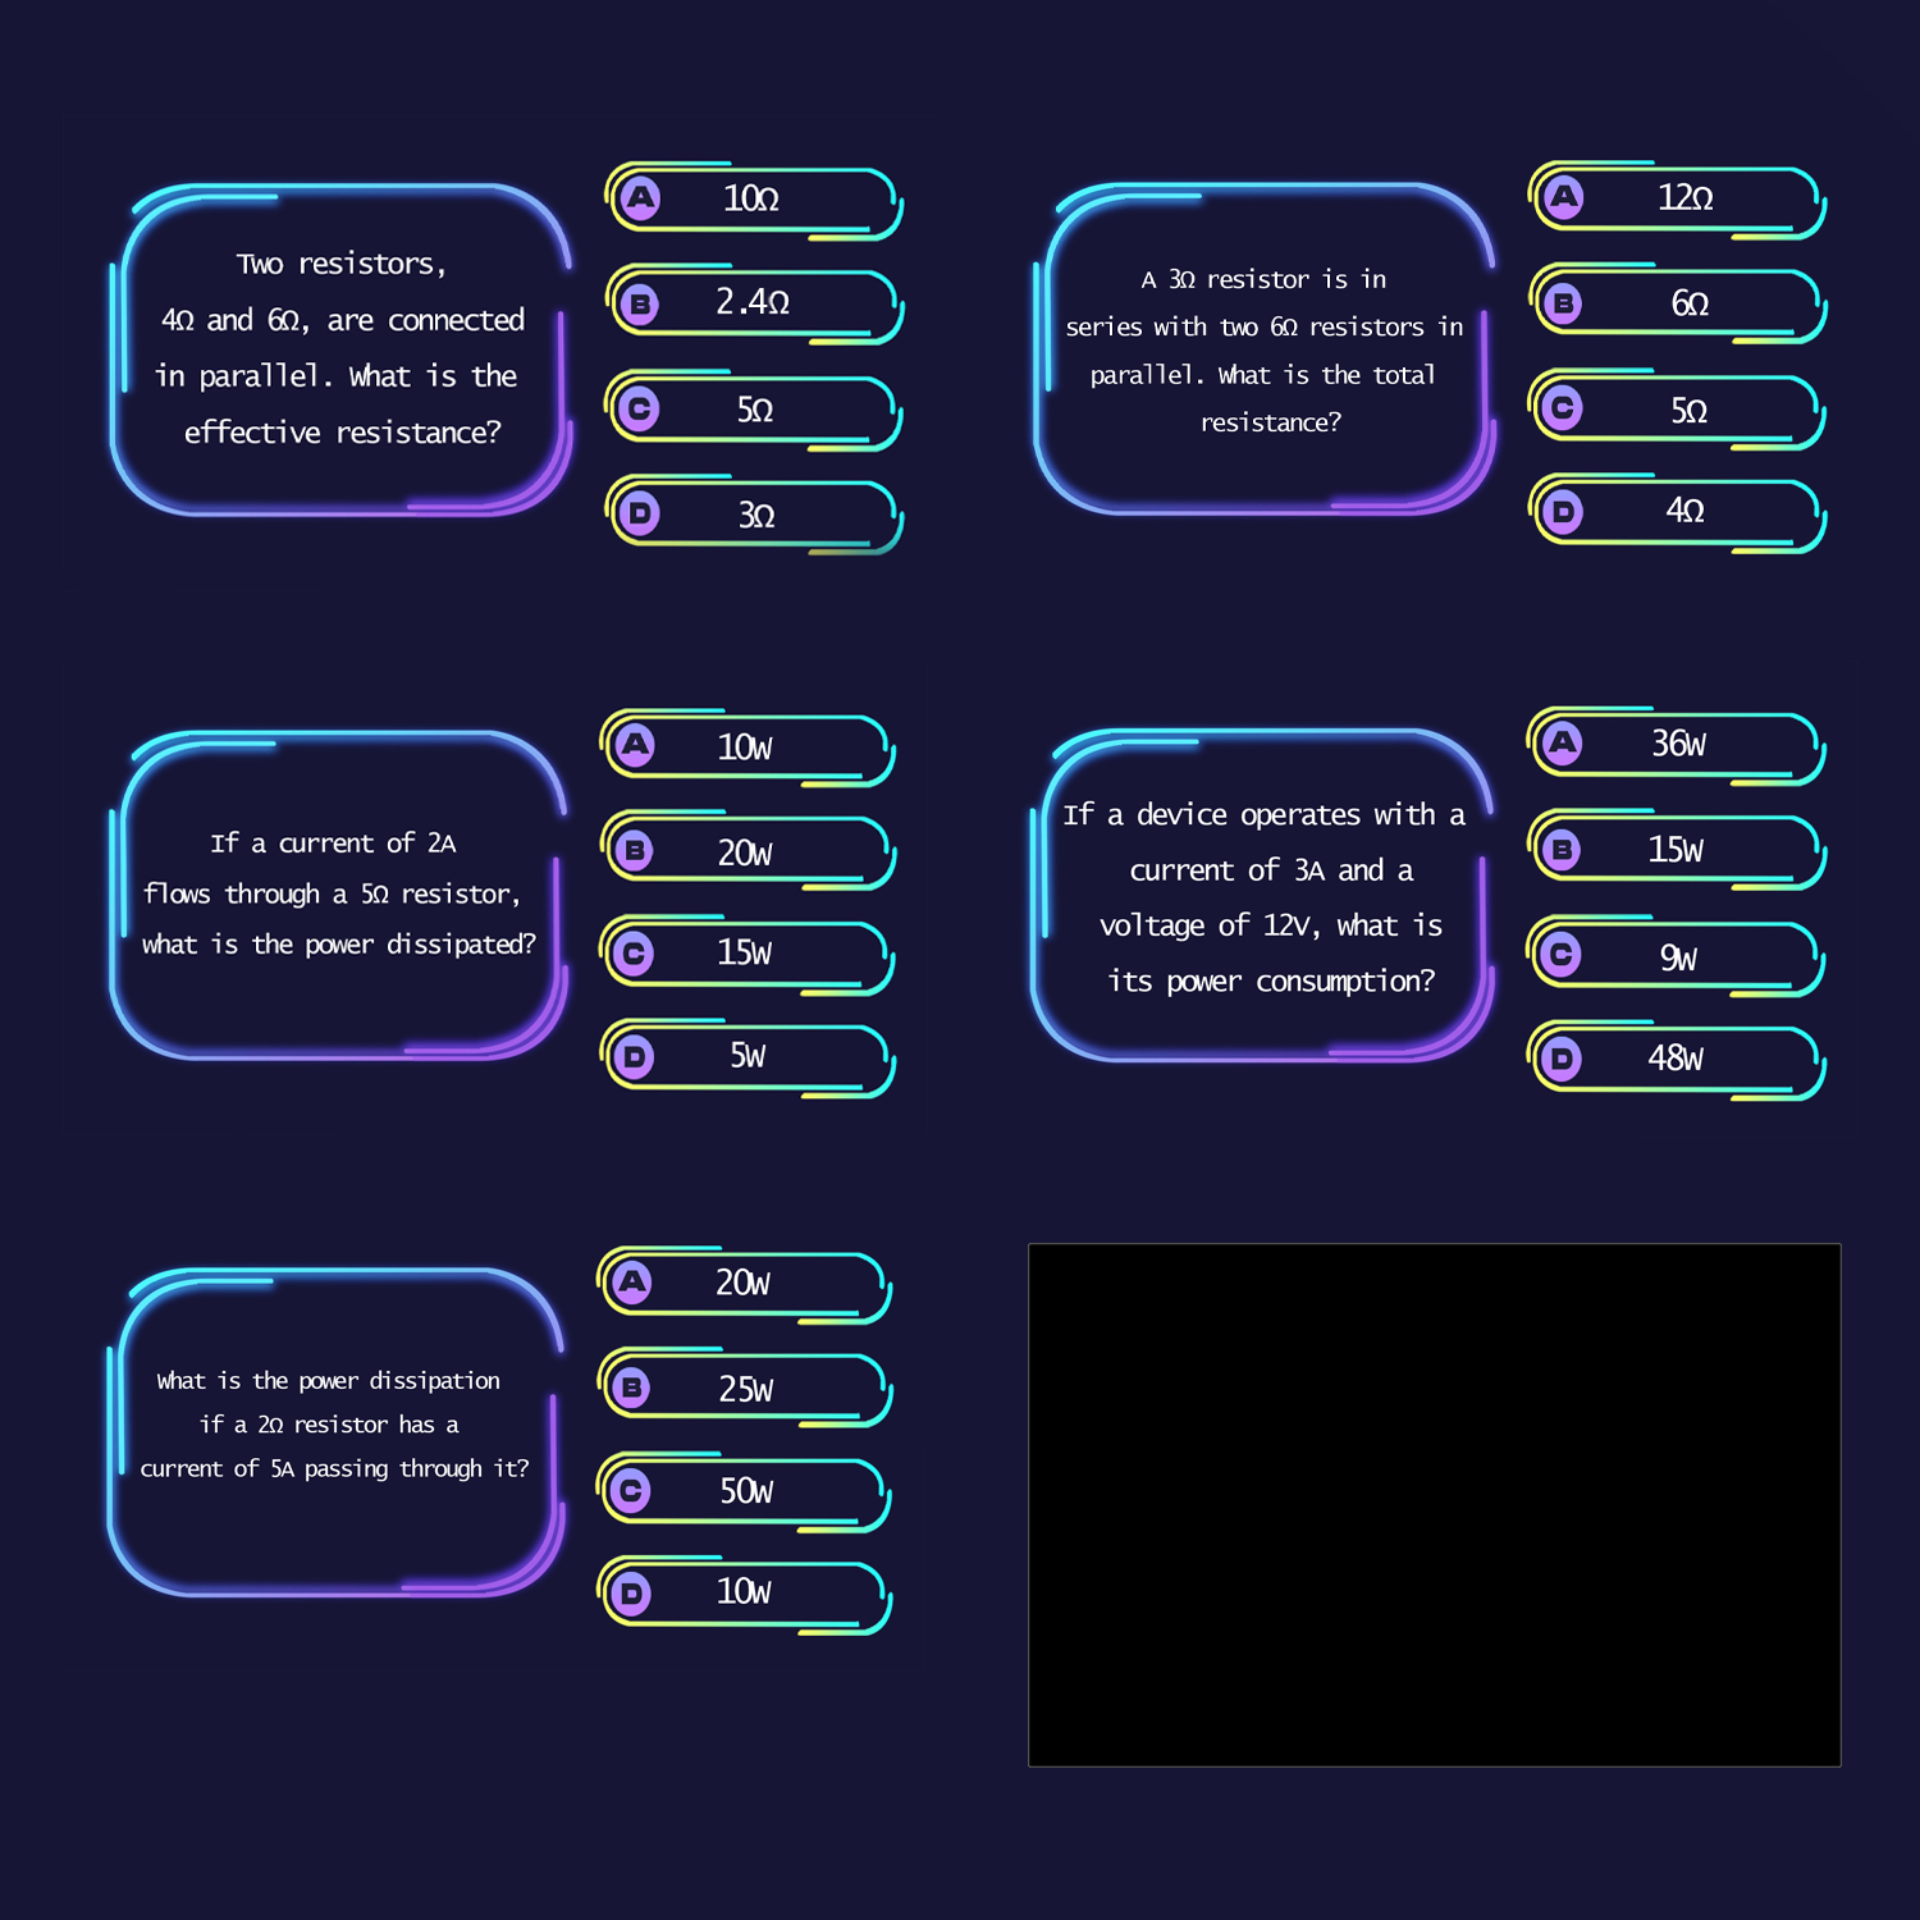 Two resistors,
4Ω and 6Ω, are connected
in parallel. What is the
effective resistance?
A 10Ω
B 2.4Ω
C 5Ω
D 3Ω
A 3Ω resistor is in
series with two 6Ω resistors in
parallel. What is the total
resistance?
A 12Ω
B 6Ω
C 5Ω
D 4Ω
If a current of 2A
flows through a 5Ω resistor,
what is the power dissipated?
A 10W
B 20W
C 15W
D 5W
If a device operates with a
current of 3A and a
voltage of 12V, what is
its power consumption?
A 36W
B 15W
C 9W
D 48W
What is the power dissipation
if a 2Ω resistor has a
current of 5A passing through it?
A 20W
B 25W
C 50W
D 10W